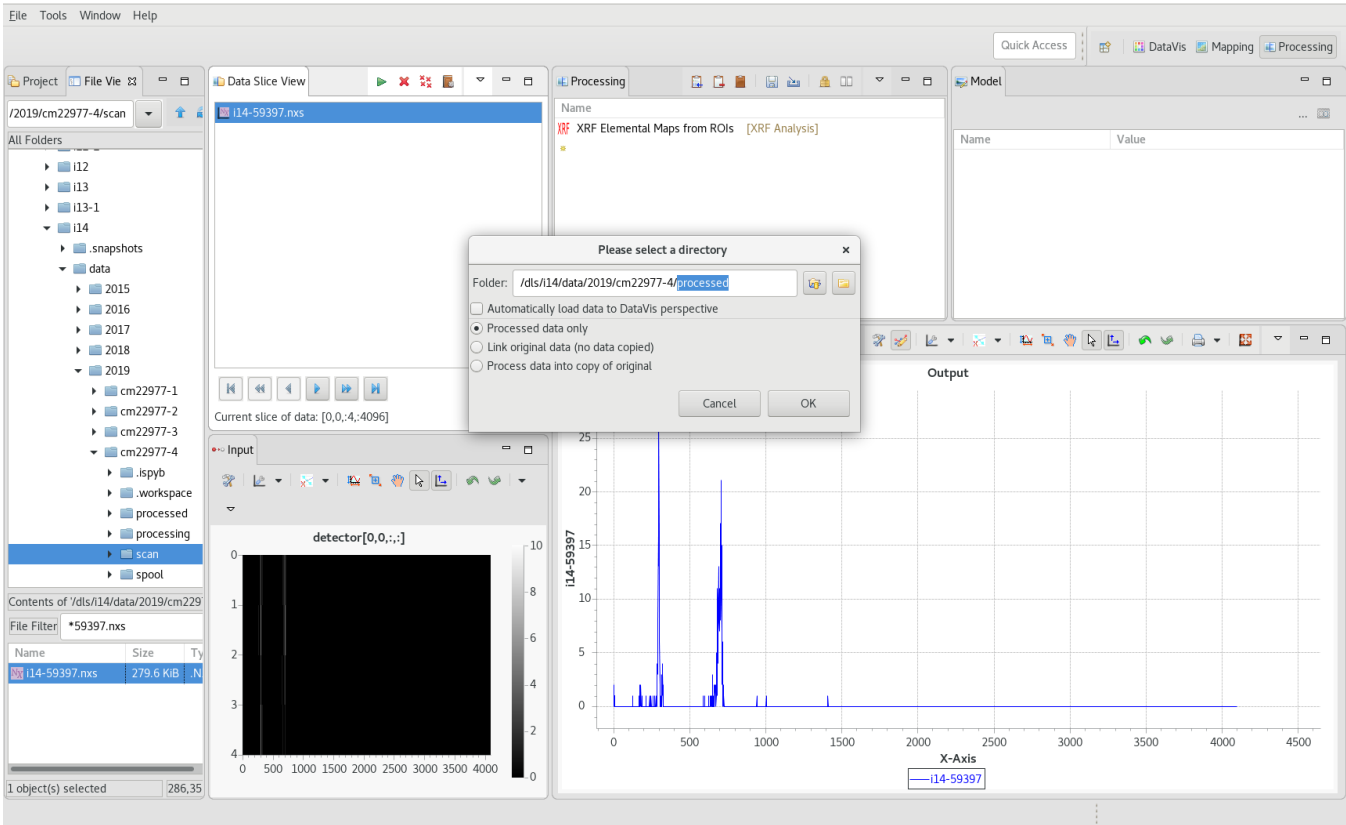 File Tools Window Help
Quick Access DataVis Mapping Processing
Project File Vie
/2019/cm22977-4/scan
All Folders
i12
i13
i13-1
i14
.snapshots
data
2015
2016
2017
2018
2019
cm22977-1
cm22977-2
cm22977-3
cm22977-4
.ispyb
.workspace
processed
processing
scan
spool
Contents of '/dls/i14/data/2019/cm229
File Filter *59397.nxs
Name Size Ty
i14-59397.nxs 279.6 KiB .N
1 object(s) selected 286,35
Data Slice View
i14-59397.nxs
Current slice of data: [0,0,:4,:4096]
Input
detector[0,0,:,:]
0
1
2
3
4
0 500 1000 1500 2000 2500 3000 3500 4000
10
8
6
4
2
0
Processing
Name
XRF XRF Elemental Maps from ROIs [XRF Analysis]
Model
...
Name Value
Please select a directory
Folder: /dls/i14/data/2019/cm22977-4/processed
Automatically load data to DataVis perspective
Processed data only
Link original data (no data copied)
Process data into copy of original
Cancel OK
Output
25
20
15
10
5
0
i14-59397
0 500 1000 1500 2000 2500 3000 3500 4000 4500
X-Axis
i14-59397